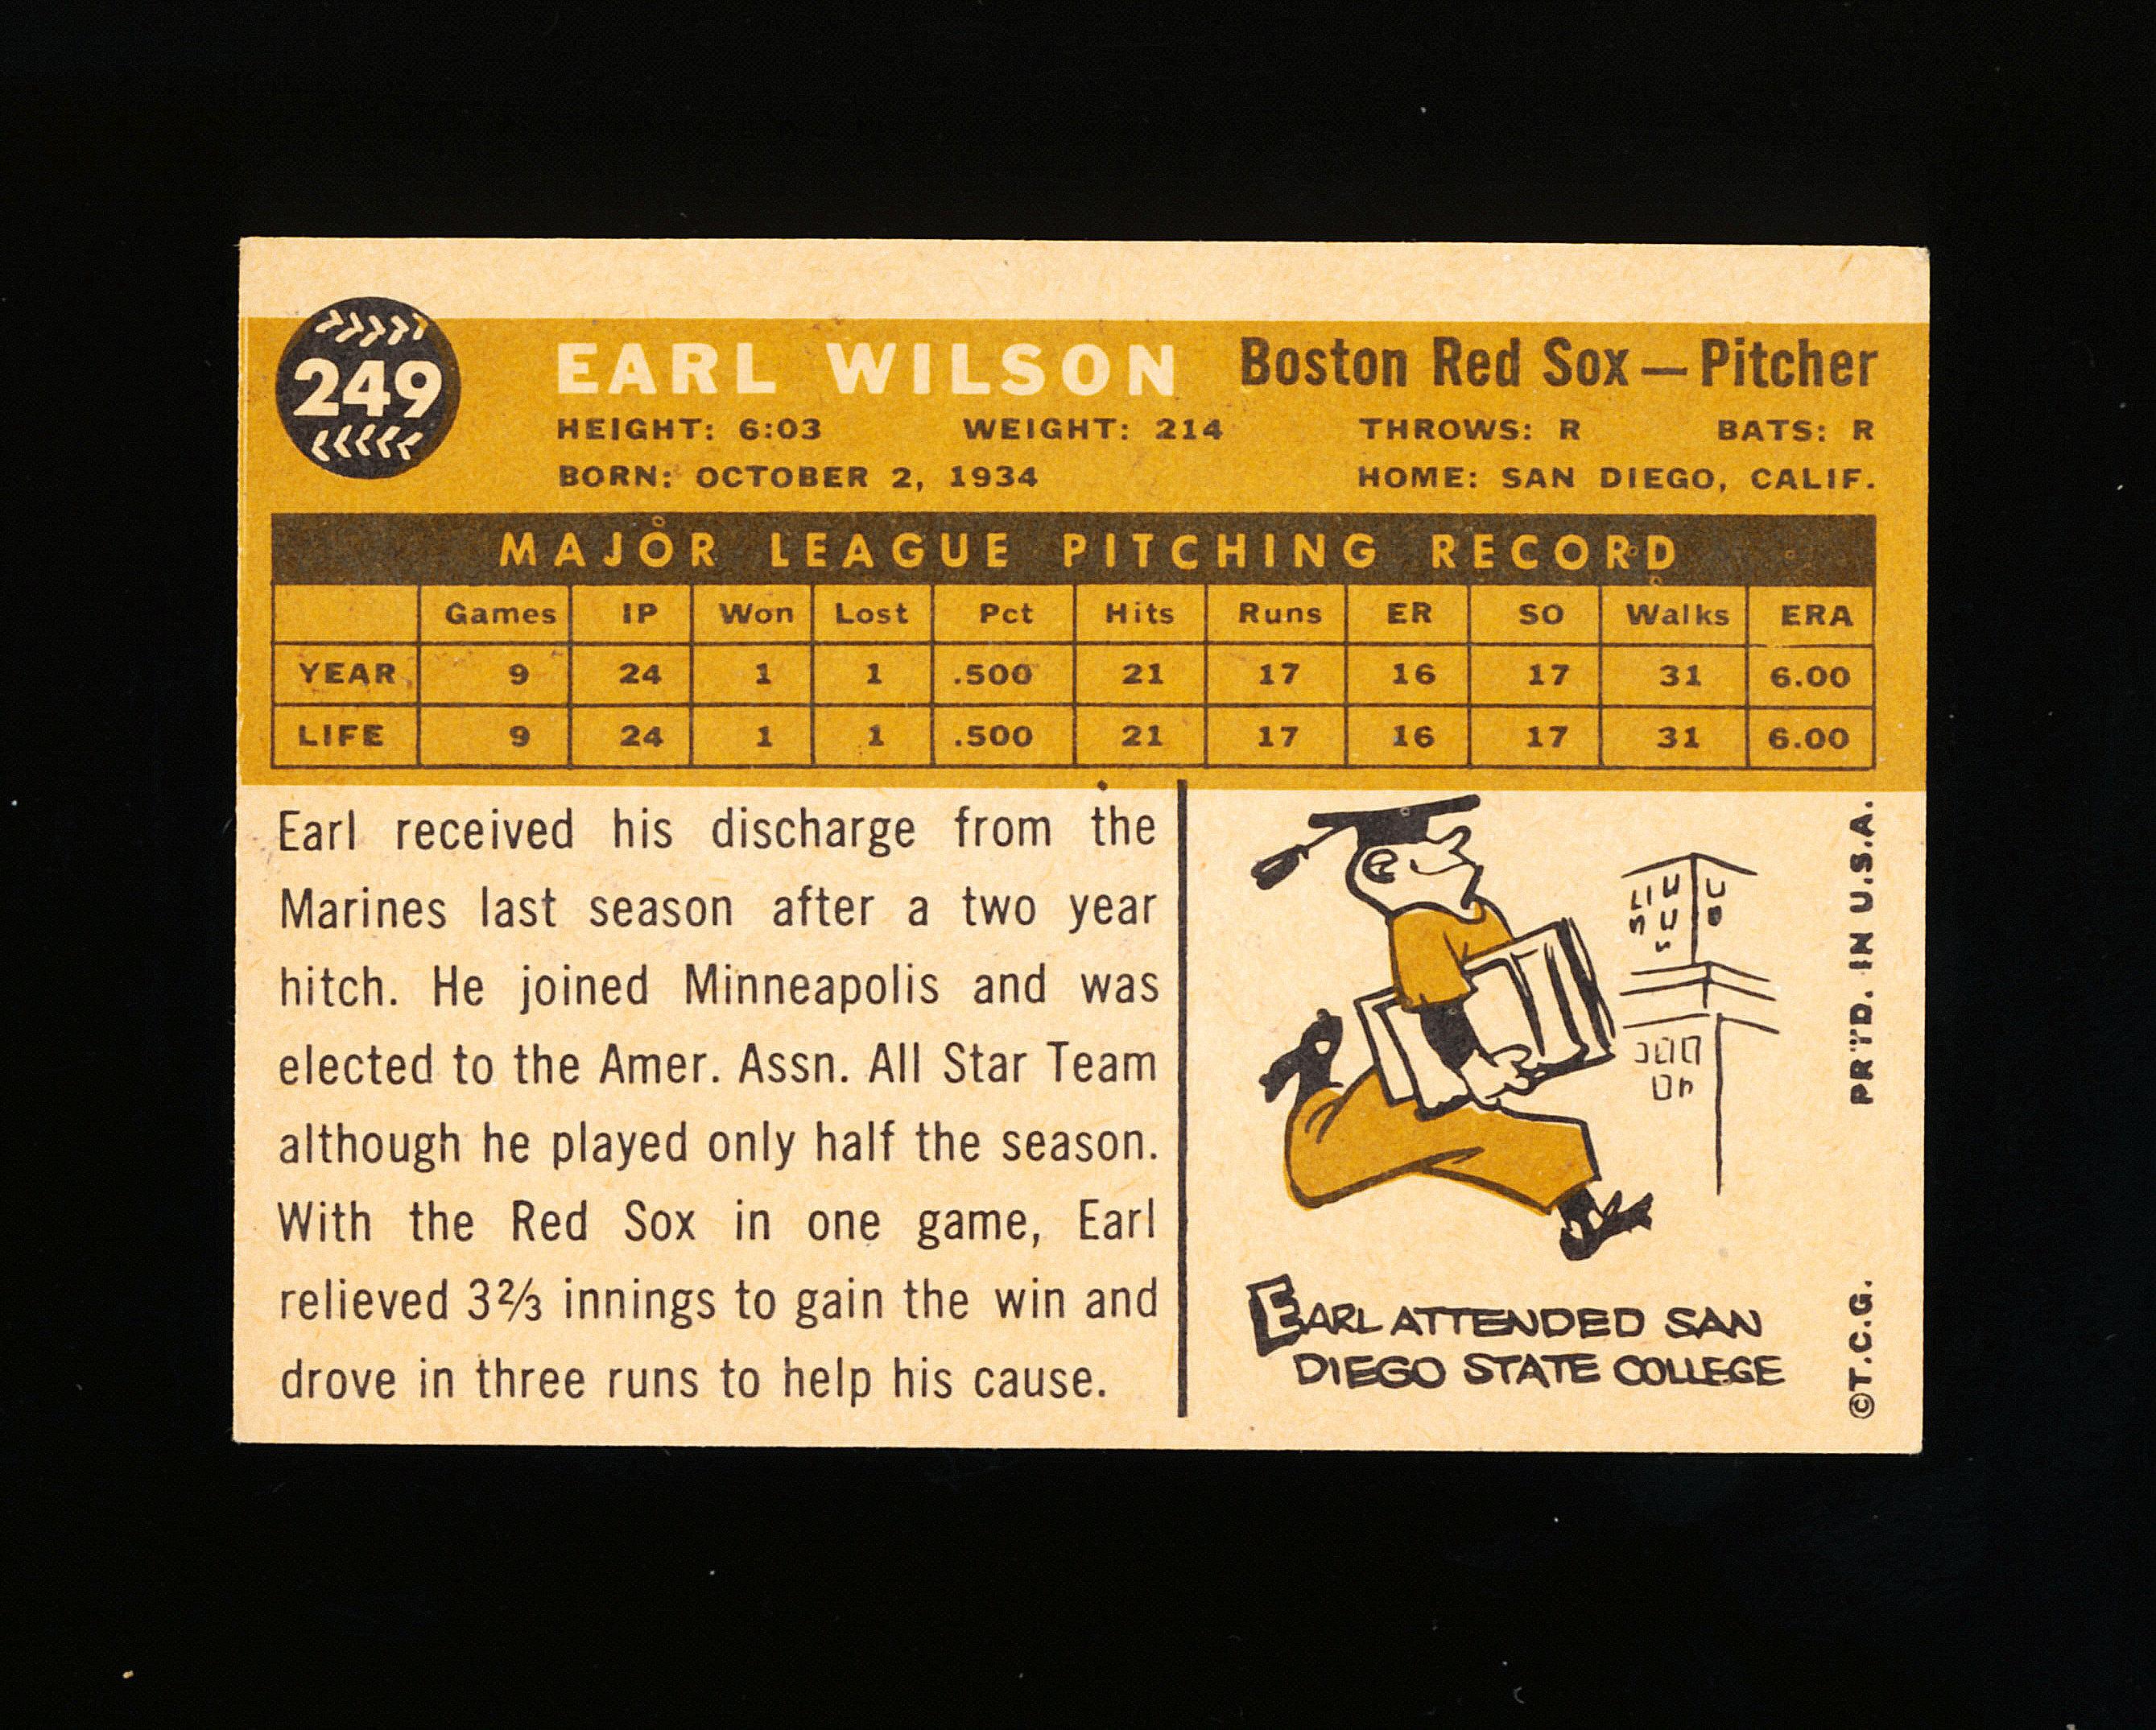 249
EARL WILSON Boston Red Sox — Pitcher
HEIGHT: 6:03 WEIGHT: 214 THROWS: R BATS: R
BORN: OCTOBER 2, 1934 HOME: SAN DIEGO, CALIF.
MAJOR LEAGUE PITCHING RECORD
Games IP Won Lost Pct Hits Runs ER SO Walks ERA
YEAR 9 24 1 1 .500 21 17 16 17 31 6.00
LIFE 9 24 1 1 .500 21 17 16 17 31 6.00
Earl received his discharge from the
Marines last season after a two year
hitch. He joined Minneapolis and was
elected to the Amer. Assn. All Star Team
although he played only half the season.
With the Red Sox in one game, Earl
relieved 3⅔ innings to gain the win and
drove in three runs to help his cause.
EARL ATTENDED SAN
DIEGO STATE COLLEGE
©T.C.G. PRTD. IN U.S.A.